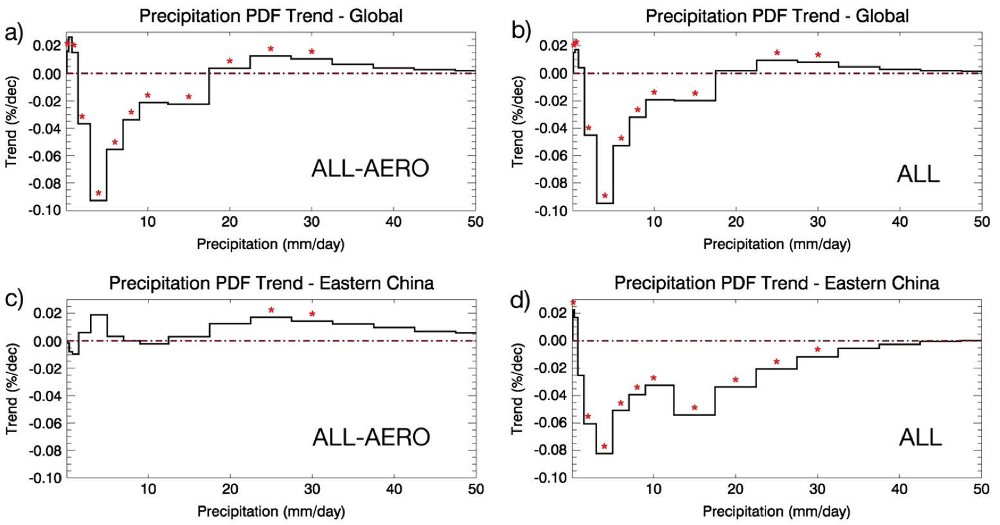 a)
Precipitation PDF Trend - Global
0.02
0.00
-0.02
-0.04
-0.06
-0.08
-0.10
Trend (%/dec)
ALL-AERO
10 20 30 40 50
Precipitation (mm/day)
b)
Precipitation PDF Trend - Global
0.02
0.00
-0.02
-0.04
-0.06
-0.08
-0.10
Trend (%/dec)
ALL
10 20 30 40 50
Precipitation (mm/day)
c)
Precipitation PDF Trend - Eastern China
0.02
0.00
-0.02
-0.04
-0.06
-0.08
-0.10
Trend (%/dec)
ALL-AERO
10 20 30 40 50
Precipitation (mm/day)
d)
Precipitation PDF Trend - Eastern China
0.02
0.00
-0.02
-0.04
-0.06
-0.08
-0.10
Trend (%/dec)
ALL
10 20 30 40 50
Precipitation (mm/day)